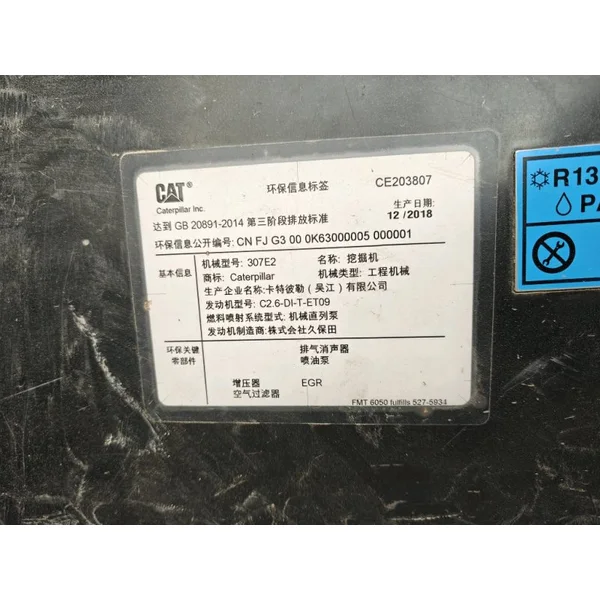 CAT
Caterpillar Inc.
环保信息标签
CE203807
生产日期:
12 /2018
达到 GB 20891-2014 第三阶段排放标准
环保信息公开编号: CN FJ G3 00 0K63000005 000001
基本信息
机械型号: 307E2
名称: 挖掘机
商标: Caterpillar
机械类型: 工程机械
生产企业名称:卡特彼勒(吴江)有限公司
发动机型号: C2.6-DI-T-ET09
燃料喷射系统型式: 机械直列泵
发动机制造商: 株式会社久保田
环保关键
零部件
排气消声器
喷油泵
增压器
EGR
空气过滤器
FMT 6050 fulfills 527-5934
R13
PA